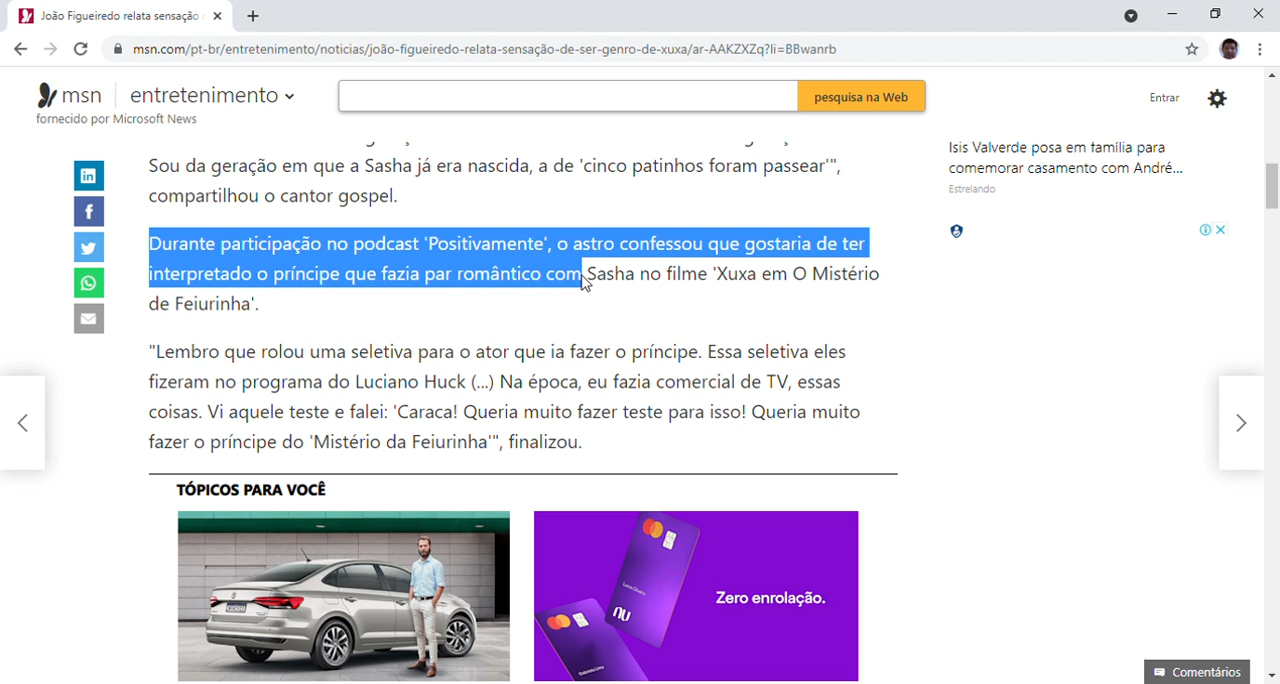 João Figueiredo relata sensação
msn.com/pt-br/entretenimento/noticias/joão-figueiredo-relata-sensação-de-ser-genro-de-xuxa/ar-AAKZXZq?li=BBwanrb
msn entretenimento
fornecido por Microsoft News
pesquisa na Web
Entrar
Sou da geração em que a Sasha já era nascida, a de 'cinco patinhos foram passear'",
compartilhou o cantor gospel.
Durante participação no podcast 'Positivamente', o astro confessou que gostaria de ter
interpretado o príncipe que fazia par romântico com Sasha no filme 'Xuxa em O Mistério
de Feiurinha'.
"Lembro que rolou uma seletiva para o ator que ia fazer o príncipe. Essa seletiva eles
fizeram no programa do Luciano Huck (...) Na época, eu fazia comercial de TV, essas
coisas. Vi aquele teste e falei: 'Caraca! Queria muito fazer teste para isso! Queria muito
fazer o príncipe do 'Mistério da Feiurinha'", finalizou.
Isis Valverde posa em família para
comemorar casamento com André...
Estrelando
TÓPICOS PARA VOCÊ
nu
Zero enrolação.
Comentários